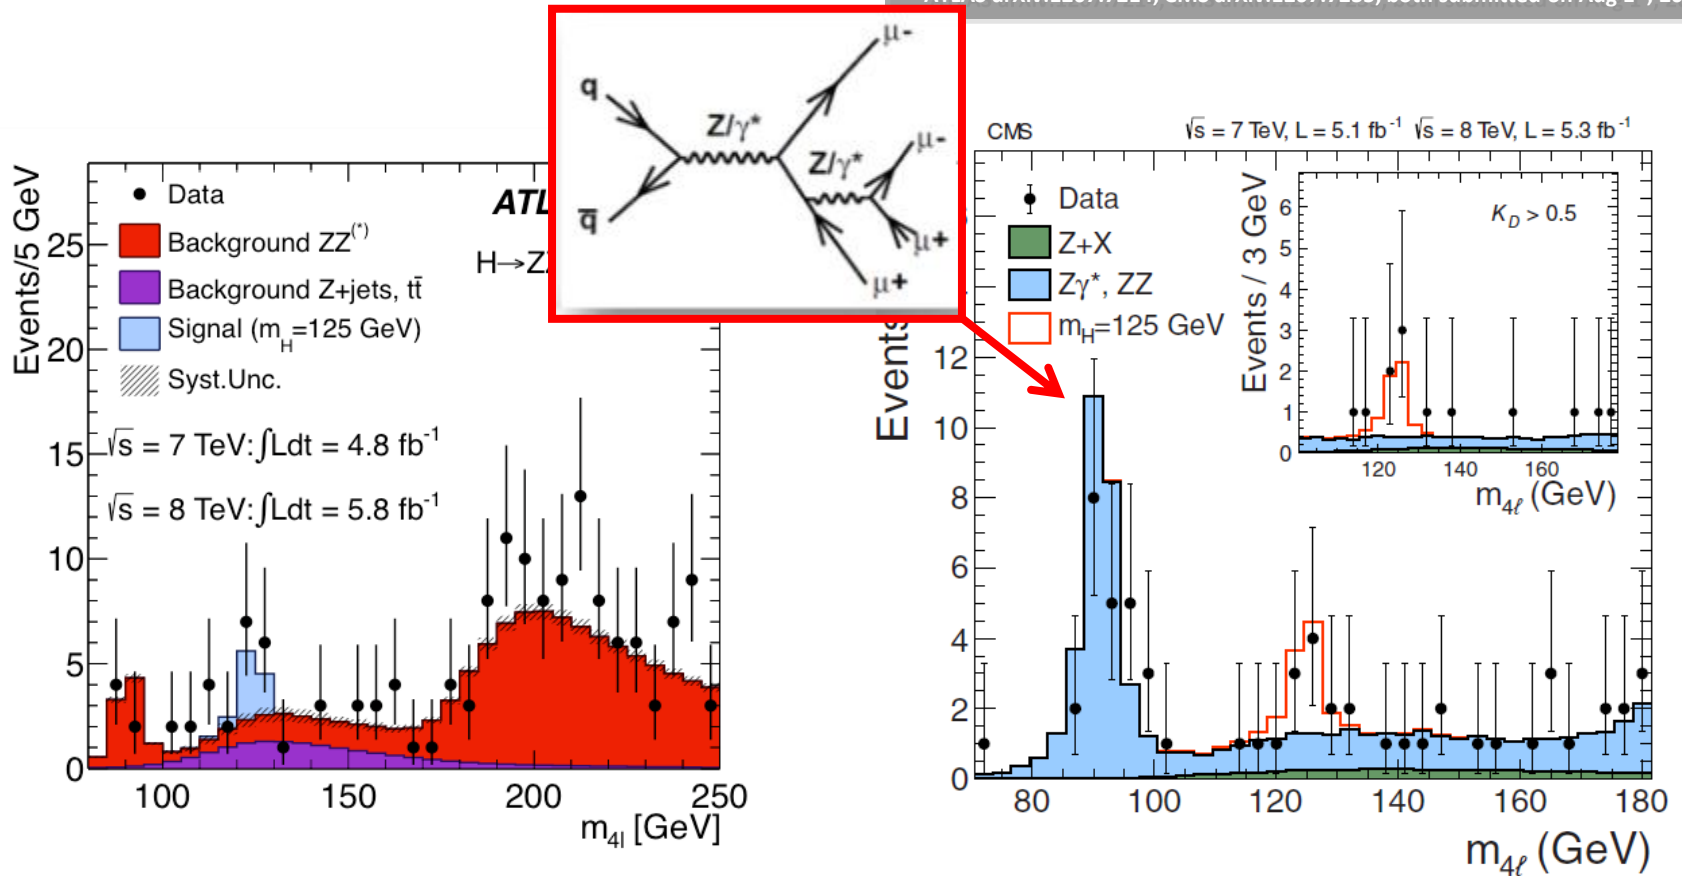 q
q̄
Z/γ*
Z/γ*
μ-
μ-
μ+
μ+
Events/5 GeV
Data
Background ZZ(*)
Background Z+jets, tt̄
Signal (mH=125 GeV)
Syst.Unc.
√s = 7 TeV:∫Ldt = 4.8 fb-1
√s = 8 TeV:∫Ldt = 5.8 fb-1
25
20
15
10
5
0
100
150
200
250
m4l [GeV]
CMS
√s = 7 TeV, L = 5.1 fb-1 √s = 8 TeV, L = 5.3 fb-1
Data
Z+X
Zγ*, ZZ
mH=125 GeV
Events
12
10
8
6
4
2
0
80
100
120
140
160
180
m4ℓ (GeV)
Events / 3 GeV
KD > 0.5
6
5
4
3
2
1
0
120
140
160
m4ℓ (GeV)